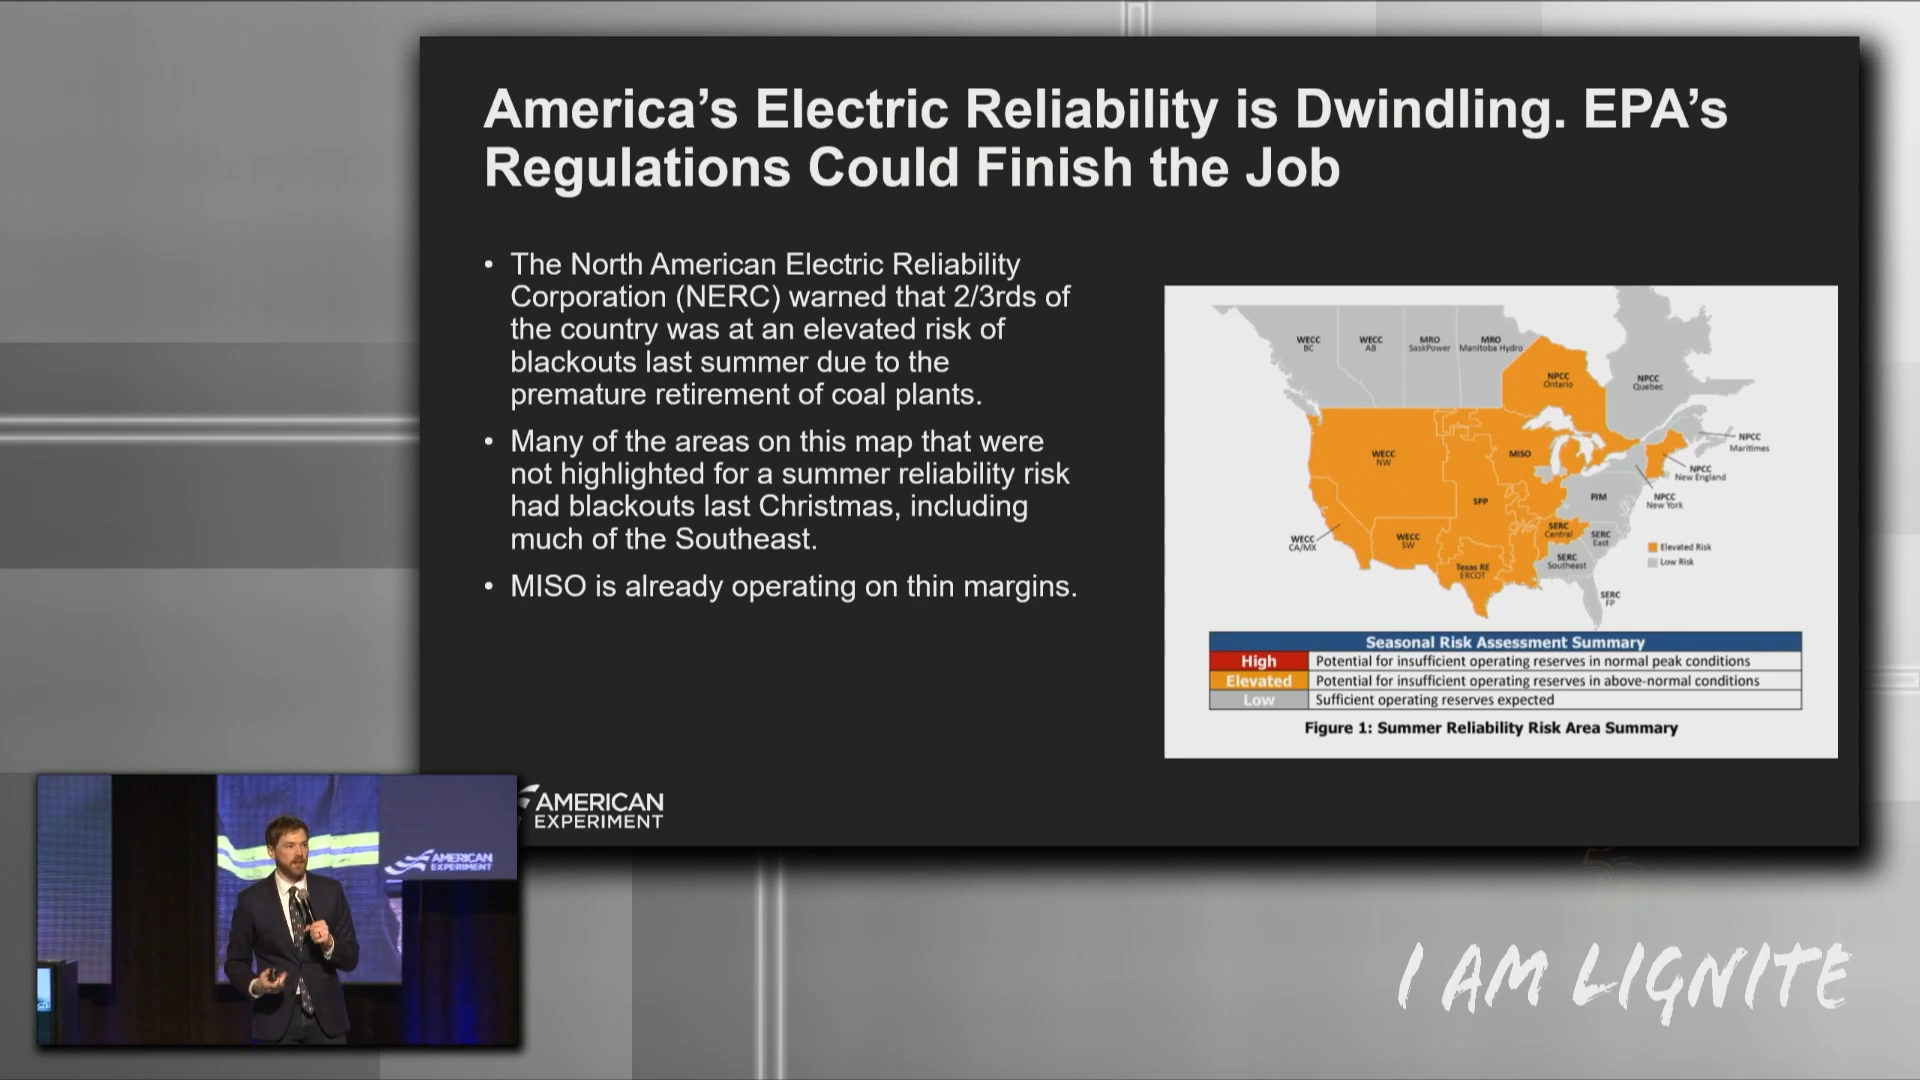 America’s Electric Reliability is Dwindling. EPA’s
Regulations Could Finish the Job
• The North American Electric Reliability
Corporation (NERC) warned that 2/3rds of
the country was at an elevated risk of
blackouts last summer due to the
premature retirement of coal plants.
• Many of the areas on this map that were
not highlighted for a summer reliability risk
had blackouts last Christmas, including
much of the Southeast.
• MISO is already operating on thin margins.
WECC
BC
WECC
AB
MRO
SaskPower
MRO
Manitoba Hydro
NPCC
Ontario
NPCC
Quebec
NPCC
Maritimes
NPCC
New England
NPCC
New York
WECC
NW
MISO
SPP
PJM
WECC
CA/MX
WECC
SW
SERC
Central
SERC
East
SERC
Southeast
Texas RE
ERCOT
SERC
FP
Elevated Risk
Low Risk
Seasonal Risk Assessment Summary
High Potential for insufficient operating reserves in normal peak conditions
Elevated Potential for insufficient operating reserves in above-normal conditions
Low Sufficient operating reserves expected
Figure 1: Summer Reliability Risk Area Summary
AMERICAN
EXPERIMENT
AMERICAN
EXPERIMENT
I AM LIGNITE